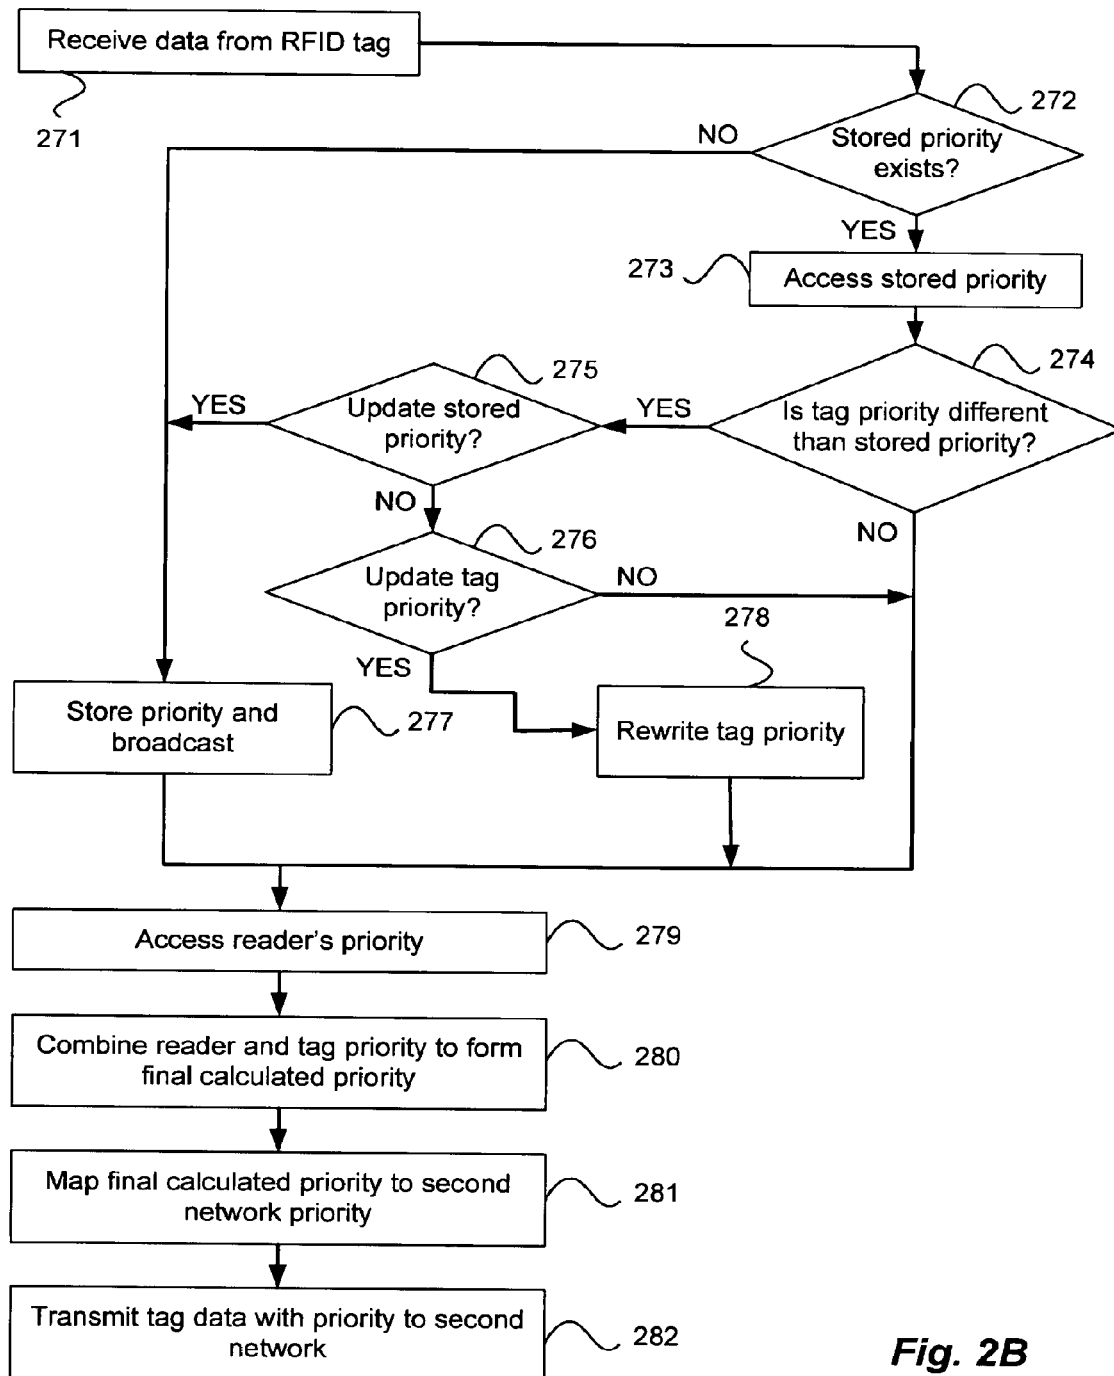 Receive data from RFID tag
271
272
Stored priority
exists?
NO
YES
273
Access stored priority
274
Is tag priority different
than stored priority?
YES
NO
275
Update stored
priority?
YES
NO
276
Update tag
priority?
NO
YES
278
Rewrite tag priority
Store priority and
broadcast
277
Access reader's priority
279
Combine reader and tag priority to form
final calculated priority
280
Map final calculated priority to second
network priority
281
Transmit tag data with priority to second
network
282
Fig. 2B